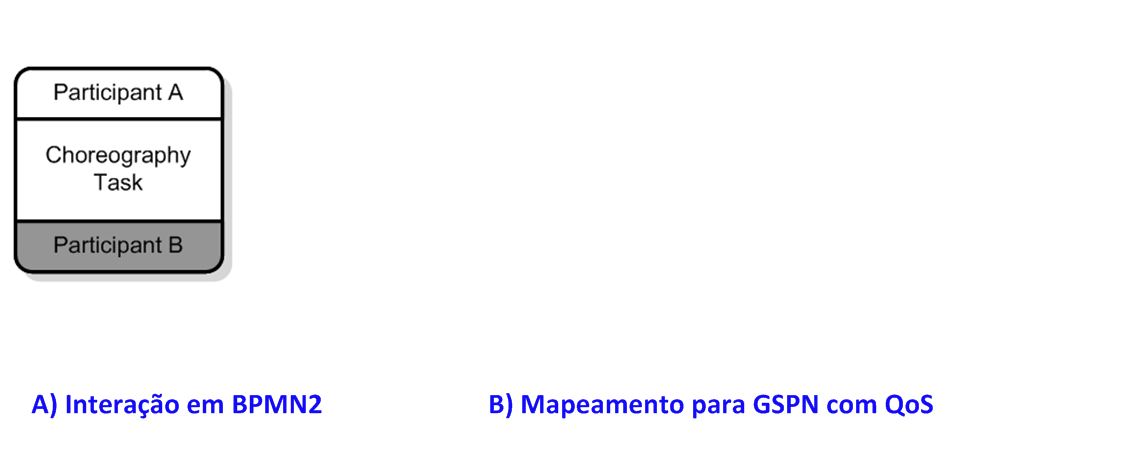 Participant A
Choreography
Task
Participant B
A) Interação em BPMN2
B) Mapeamento para GSPN com QoS